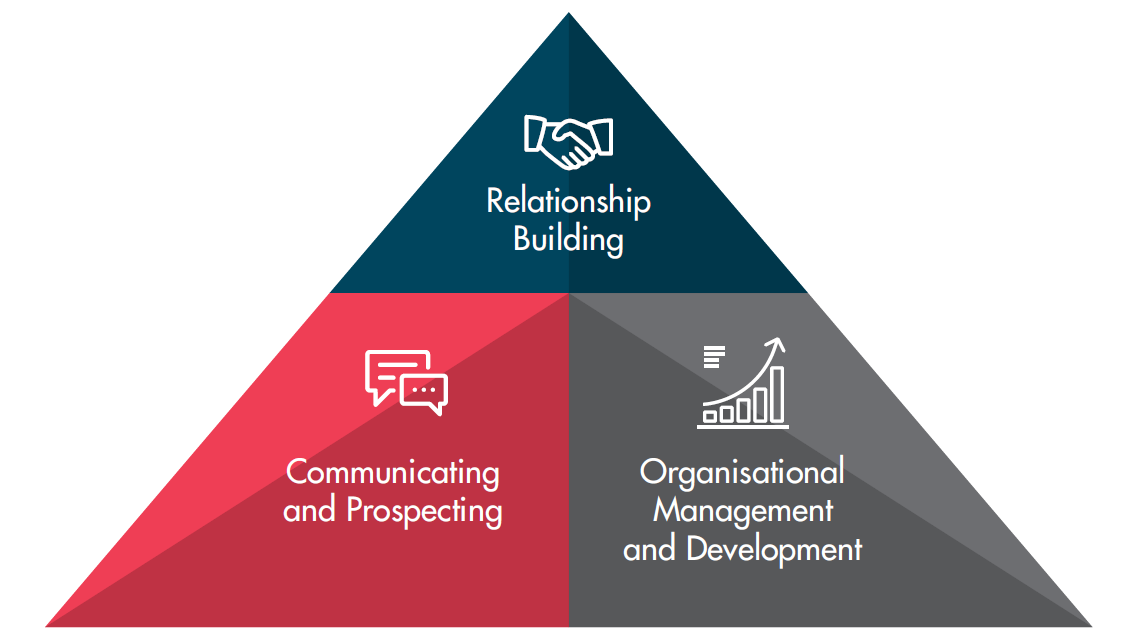 Relationship
Building
Communicating
and Prospecting
Organisational
Management
and Development